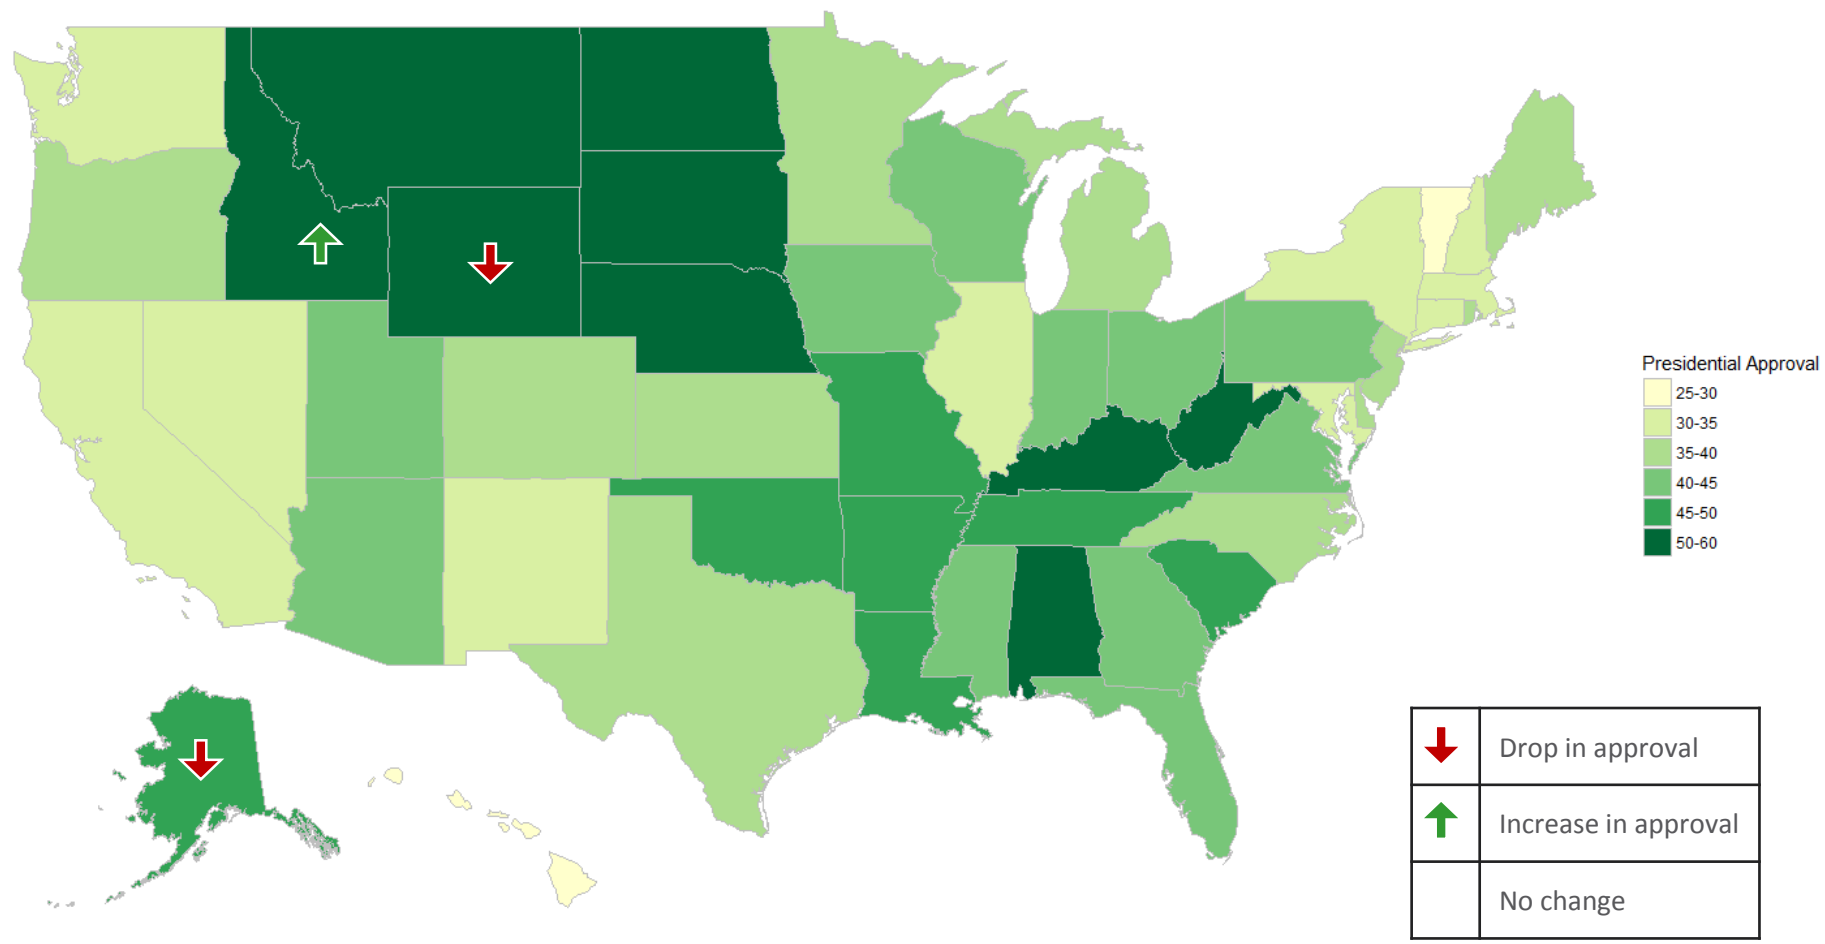 Presidential Approval
25-30
30-35
35-40
40-45
45-50
50-60
Drop in approval
Increase in approval
No change